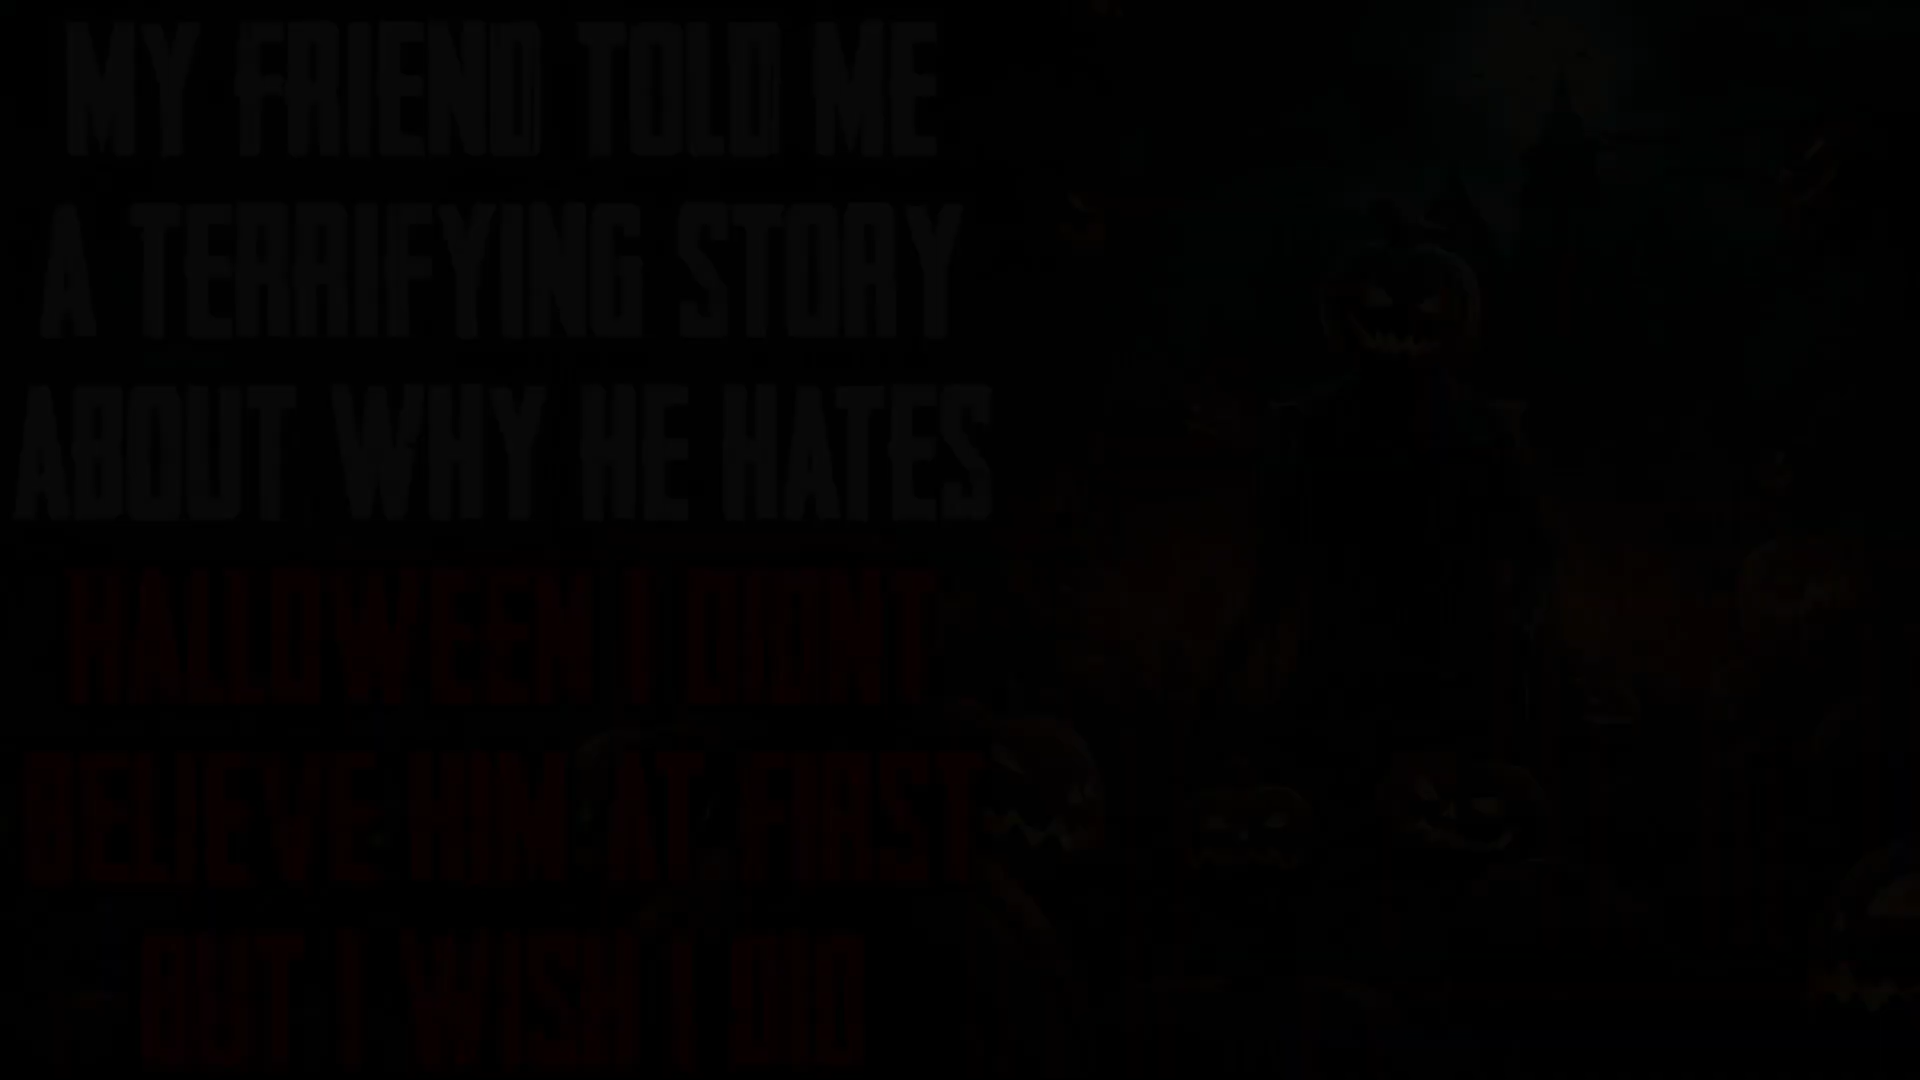 MY FRIEND TOLD ME
A TERRIFYING STORY
ABOUT WHY HE HATES
HALLOWEEN I DIDNT
BELIEVE HIM AT FIRST
BUT I WISH I DID